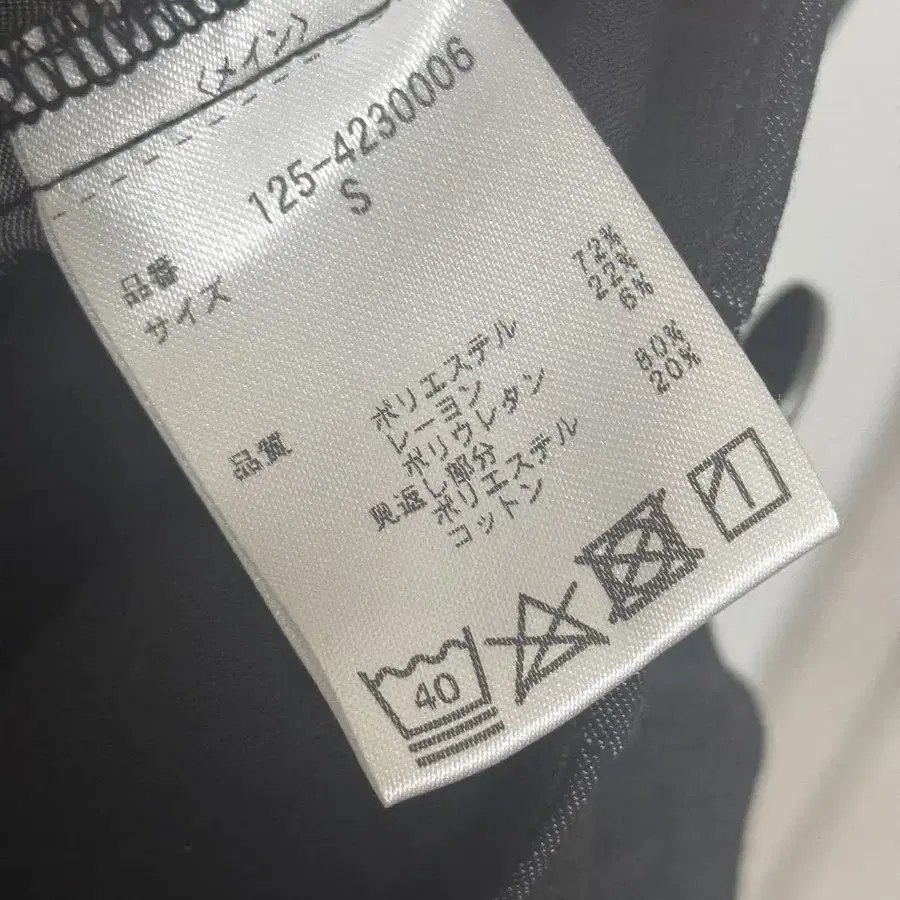 〈メイン〉
品番 125-4230006
サイズ S
品質
ポリエステル 72%
レーヨン 22%
ポリウレタン 6%
見返し部分
ポリエステル 80%
コットン 20%
40